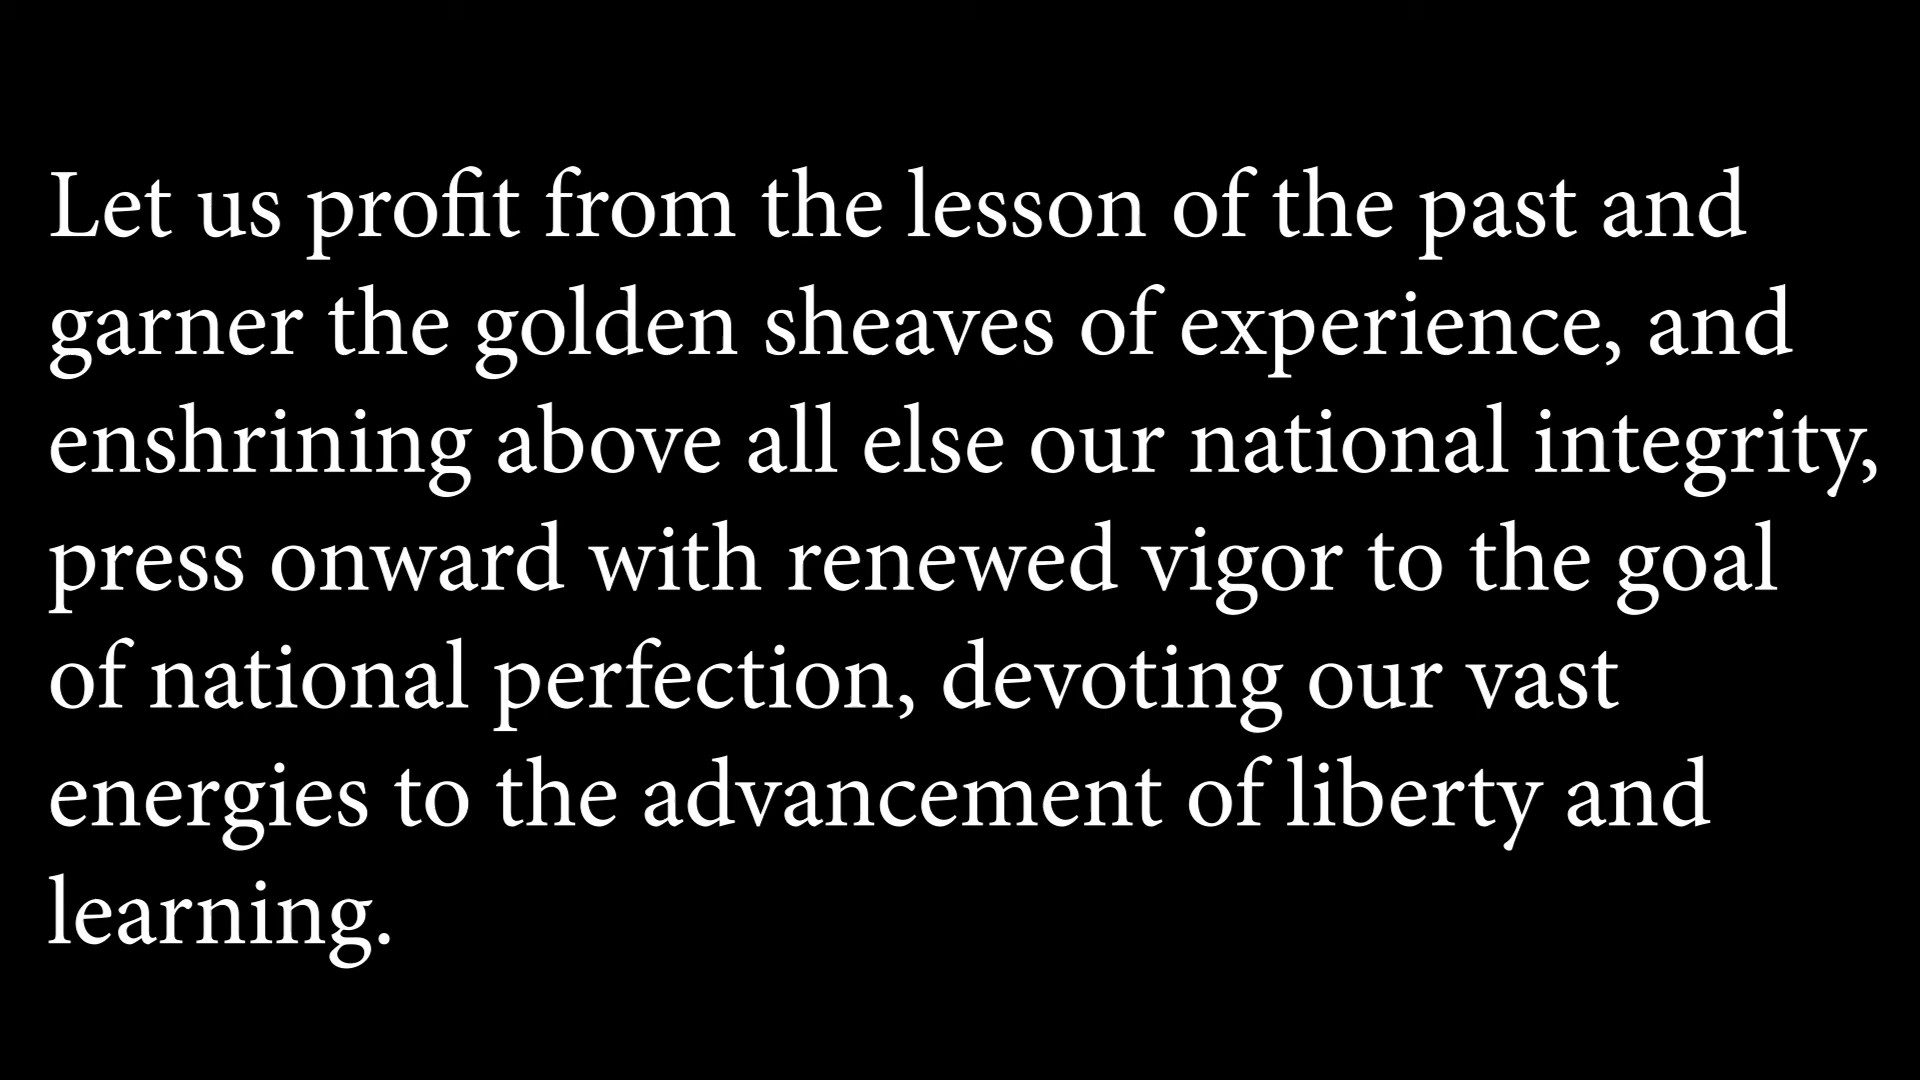 Let us profit from the lesson of the past and
garner the golden sheaves of experience, and
enshrining above all else our national integrity,
press onward with renewed vigor to the goal
of national perfection, devoting our vast
energies to the advancement of liberty and
learning.